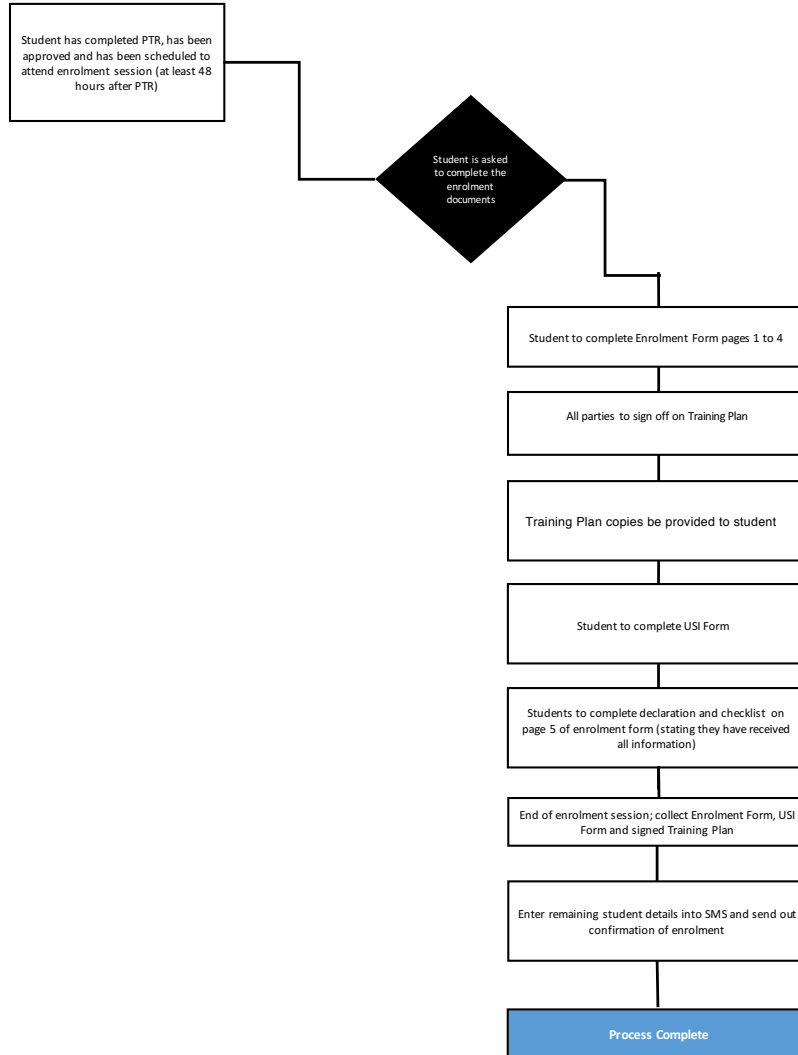 Student has completed PTR, has been
approved and has been scheduled to
attend enrolment session (at least 48
hours after PTR)
Student is asked
to complete the
enrolment
documents
Student to complete Enrolment Form pages 1 to 4
All parties to sign off on Training Plan
Training Plan copies be provided to student
Student to complete USI Form
Students to complete declaration and checklist on
page 5 of enrolment form (stating they have received
all information)
End of enrolment session; collect Enrolment Form, USI
Form and signed Training Plan
Enter remaining student details into SMS and send out
confirmation of enrolment
Process Complete